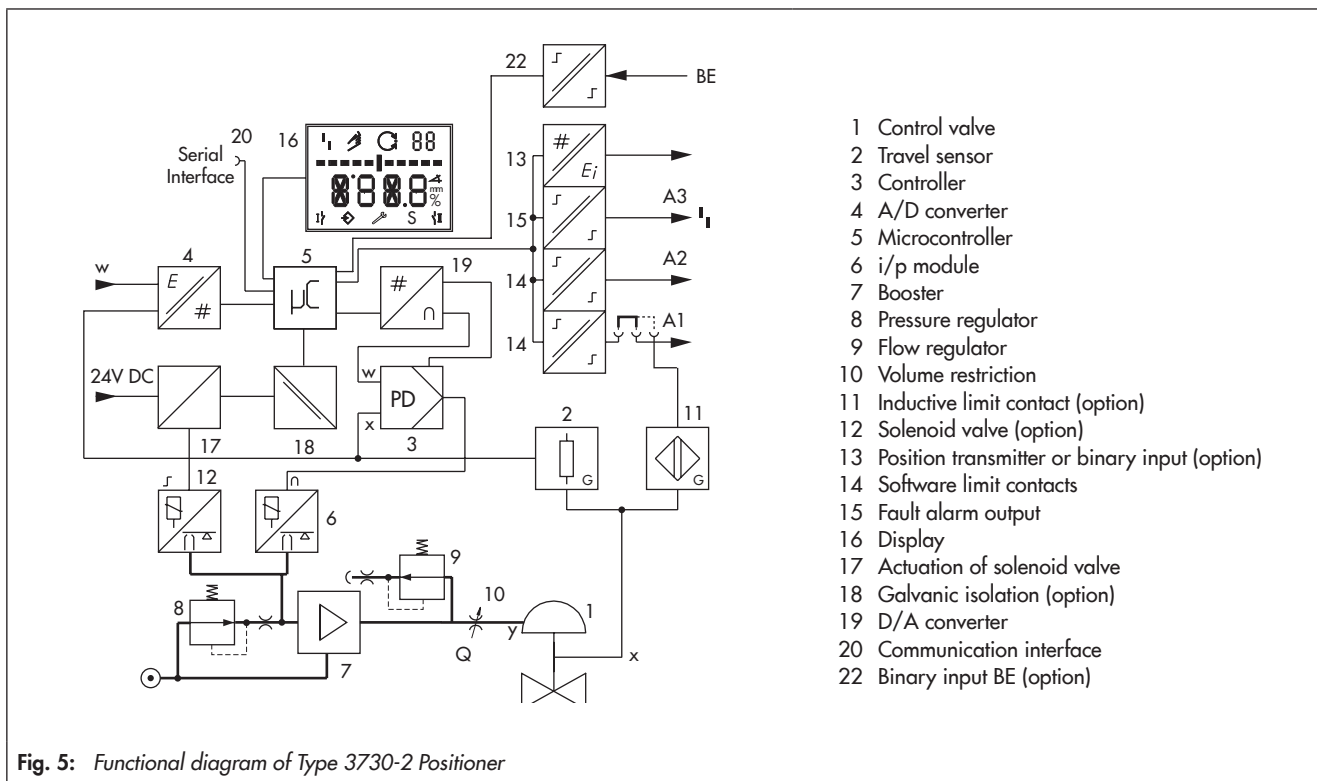 22
BE
20
16
88
Serial
Interface
mm
%
S
13
#
Ei
A3
15
4
5
19
A2
w
E
#
µC
#
∩
14
A1
14
24V DC
w
PD
x
2
11
17
18
3
G
G
12
∩
6
9
8
10
1
y
x
7
Q
1 Control valve
2 Travel sensor
3 Controller
4 A/D converter
5 Microcontroller
6 i/p module
7 Booster
8 Pressure regulator
9 Flow regulator
10 Volume restriction
11 Inductive limit contact (option)
12 Solenoid valve (option)
13 Position transmitter or binary input (option)
14 Software limit contacts
15 Fault alarm output
16 Display
17 Actuation of solenoid valve
18 Galvanic isolation (option)
19 D/A converter
20 Communication interface
22 Binary input BE (option)
Fig. 5: Functional diagram of Type 3730-2 Positioner